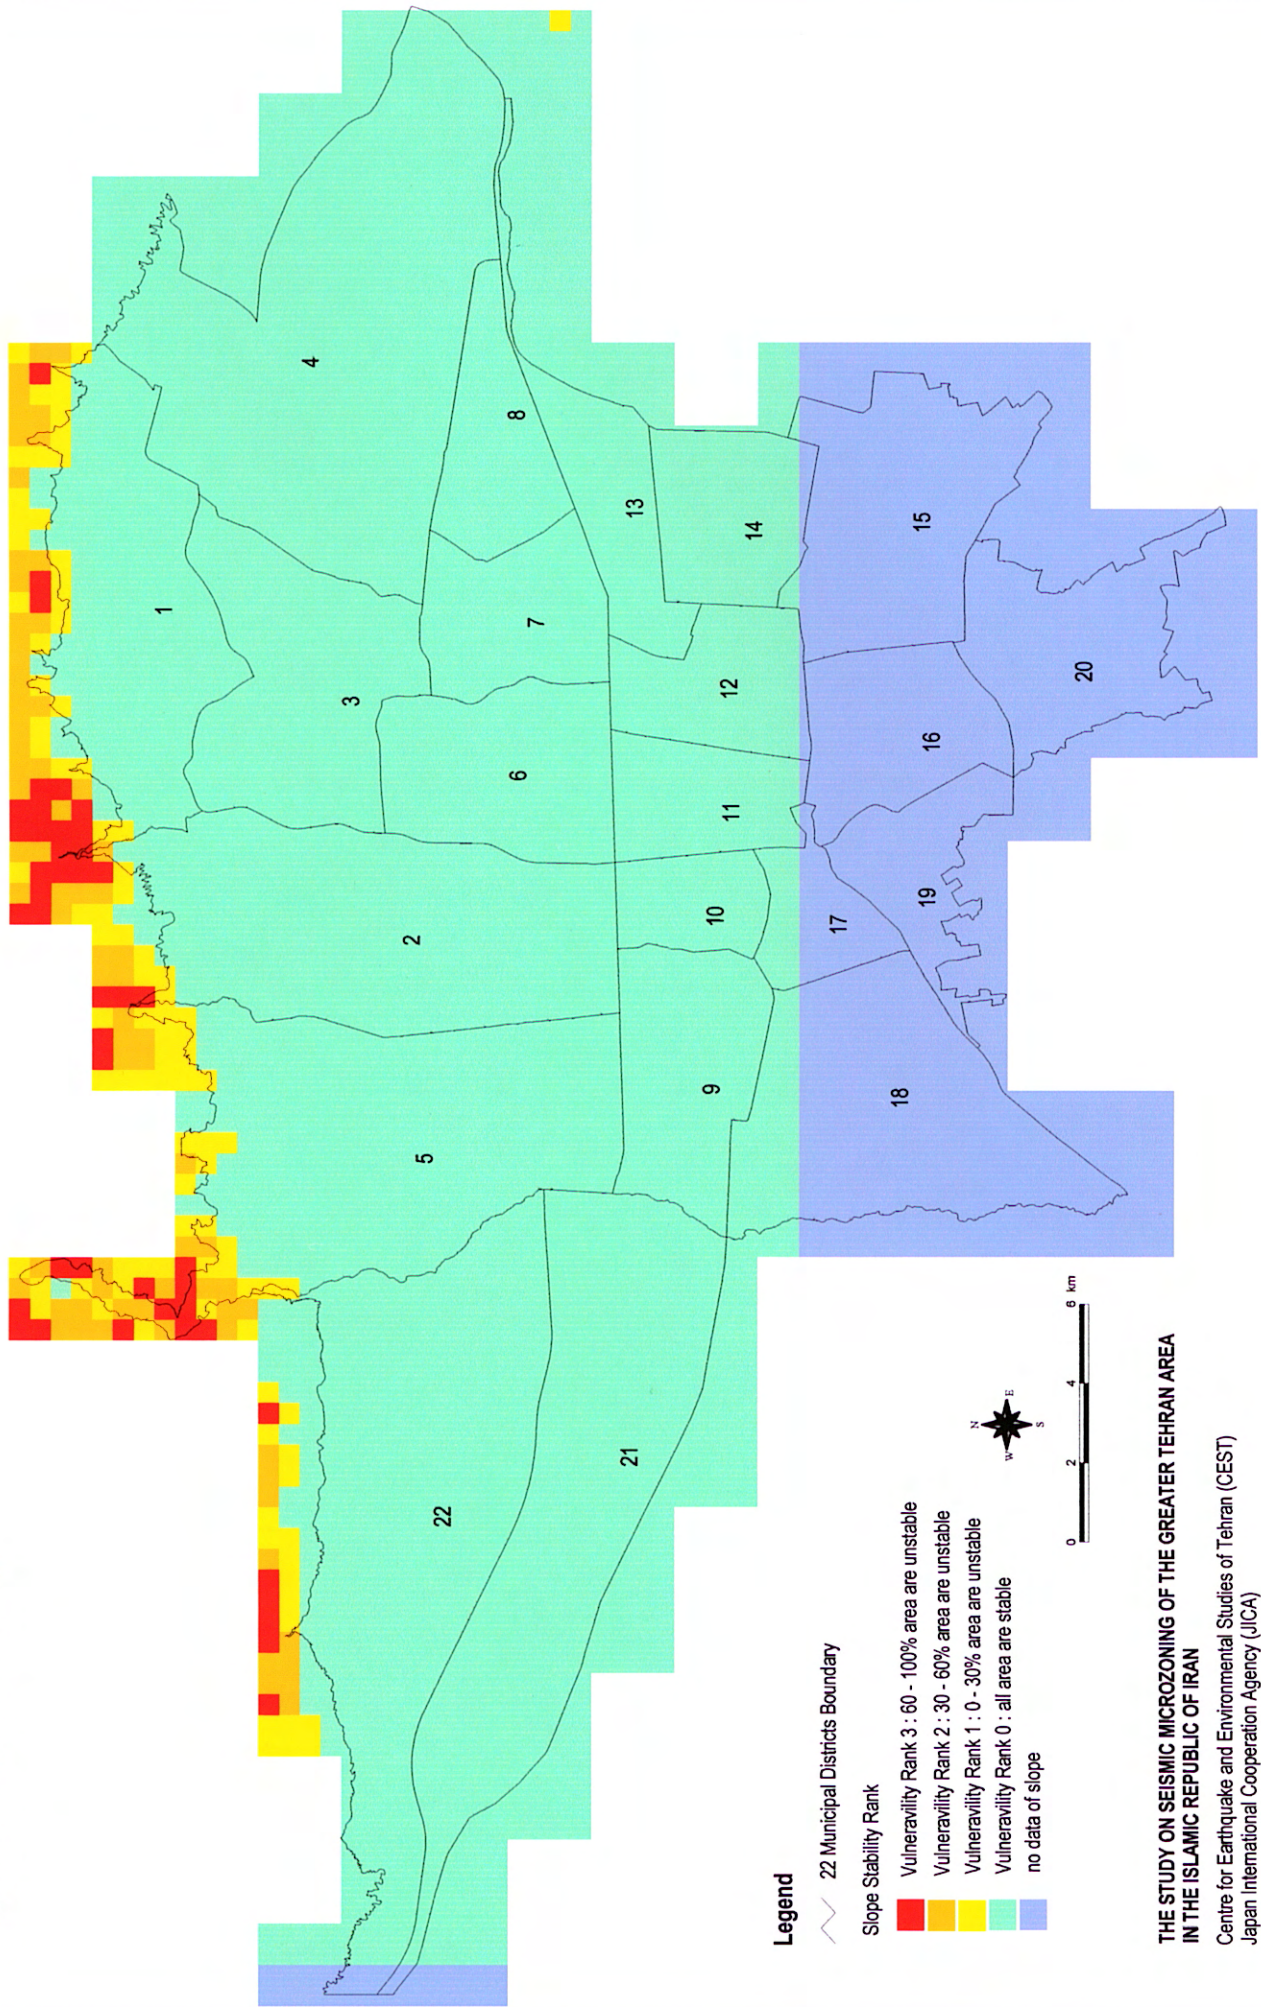 1
4
3
2
5
22
8
6
7
21
13
9
10
11
12
14
17
18
19
16
15
20
N
W E
S
0 2 4 6 km
Legend
22 Municipal Districts Boundary
Slope Stability Rank
Vulneravility Rank 3 : 60 - 100% area are unstable
Vulneravility Rank 2 : 30 - 60% area are unstable
Vulneravility Rank 1 : 0 - 30% area are unstable
Vulneravility Rank 0 : all area are stable
no data of slope
THE STUDY ON SEISMIC MICROZONING OF THE GREATER TEHRAN AREA
IN THE ISLAMIC REPUBLIC OF IRAN
Centre for Earthquake and Environmental Studies of Tehran (CEST)
Japan International Cooperation Agency (JICA)